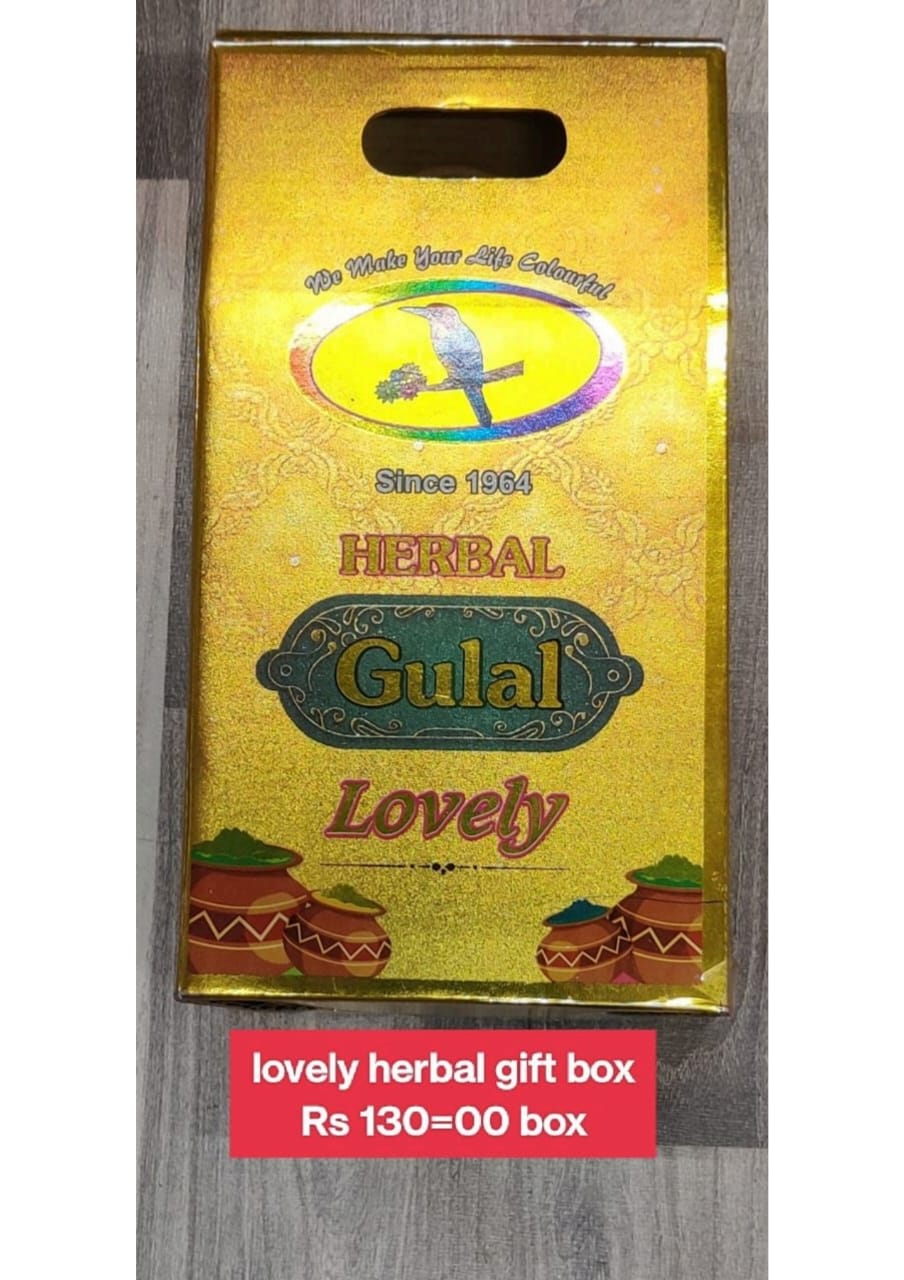 We Make Your Life Colourful
Since 1964
HERBAL
Gulal
Lovely
lovely herbal gift box
Rs 130=00 box